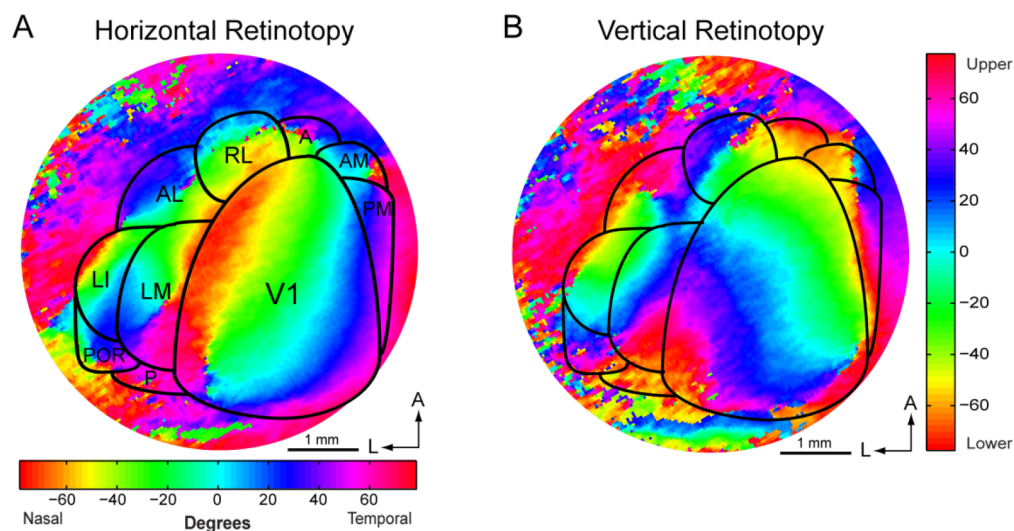 A Horizontal Retinotopy
A
RL
AM
AL
PM
LI
LM
V1
POR
P
A
L
1 mm
−60 −40 −20 0 20 40 60
Nasal Degrees Temporal
B Vertical Retinotopy
Upper
60
40
20
0
−20
−40
−60
Lower
A
L
1 mm